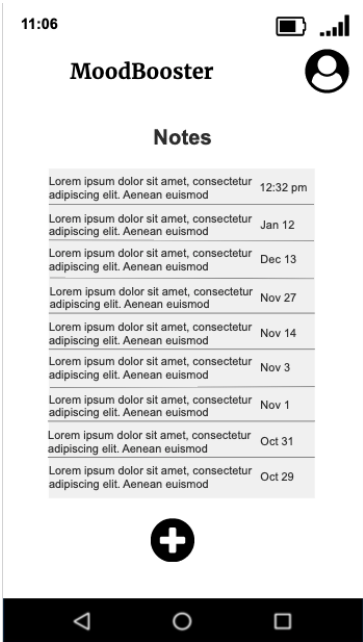 11:06
MoodBooster
Notes
Lorem ipsum dolor sit amet, consectetur
adipiscing elit. Aenean euismod
12:32 pm
Lorem ipsum dolor sit amet, consectetur
adipiscing elit. Aenean euismod
Jan 12
Lorem ipsum dolor sit amet, consectetur
adipiscing elit. Aenean euismod
Dec 13
Lorem ipsum dolor sit amet, consectetur
adipiscing elit. Aenean euismod
Nov 27
Lorem ipsum dolor sit amet, consectetur
adipiscing elit. Aenean euismod
Nov 14
Lorem ipsum dolor sit amet, consectetur
adipiscing elit. Aenean euismod
Nov 3
Lorem ipsum dolor sit amet, consectetur
adipiscing elit. Aenean euismod
Nov 1
Lorem ipsum dolor sit amet, consectetur
adipiscing elit. Aenean euismod
Oct 31
Lorem ipsum dolor sit amet, consectetur
adipiscing elit. Aenean euismod
Oct 29